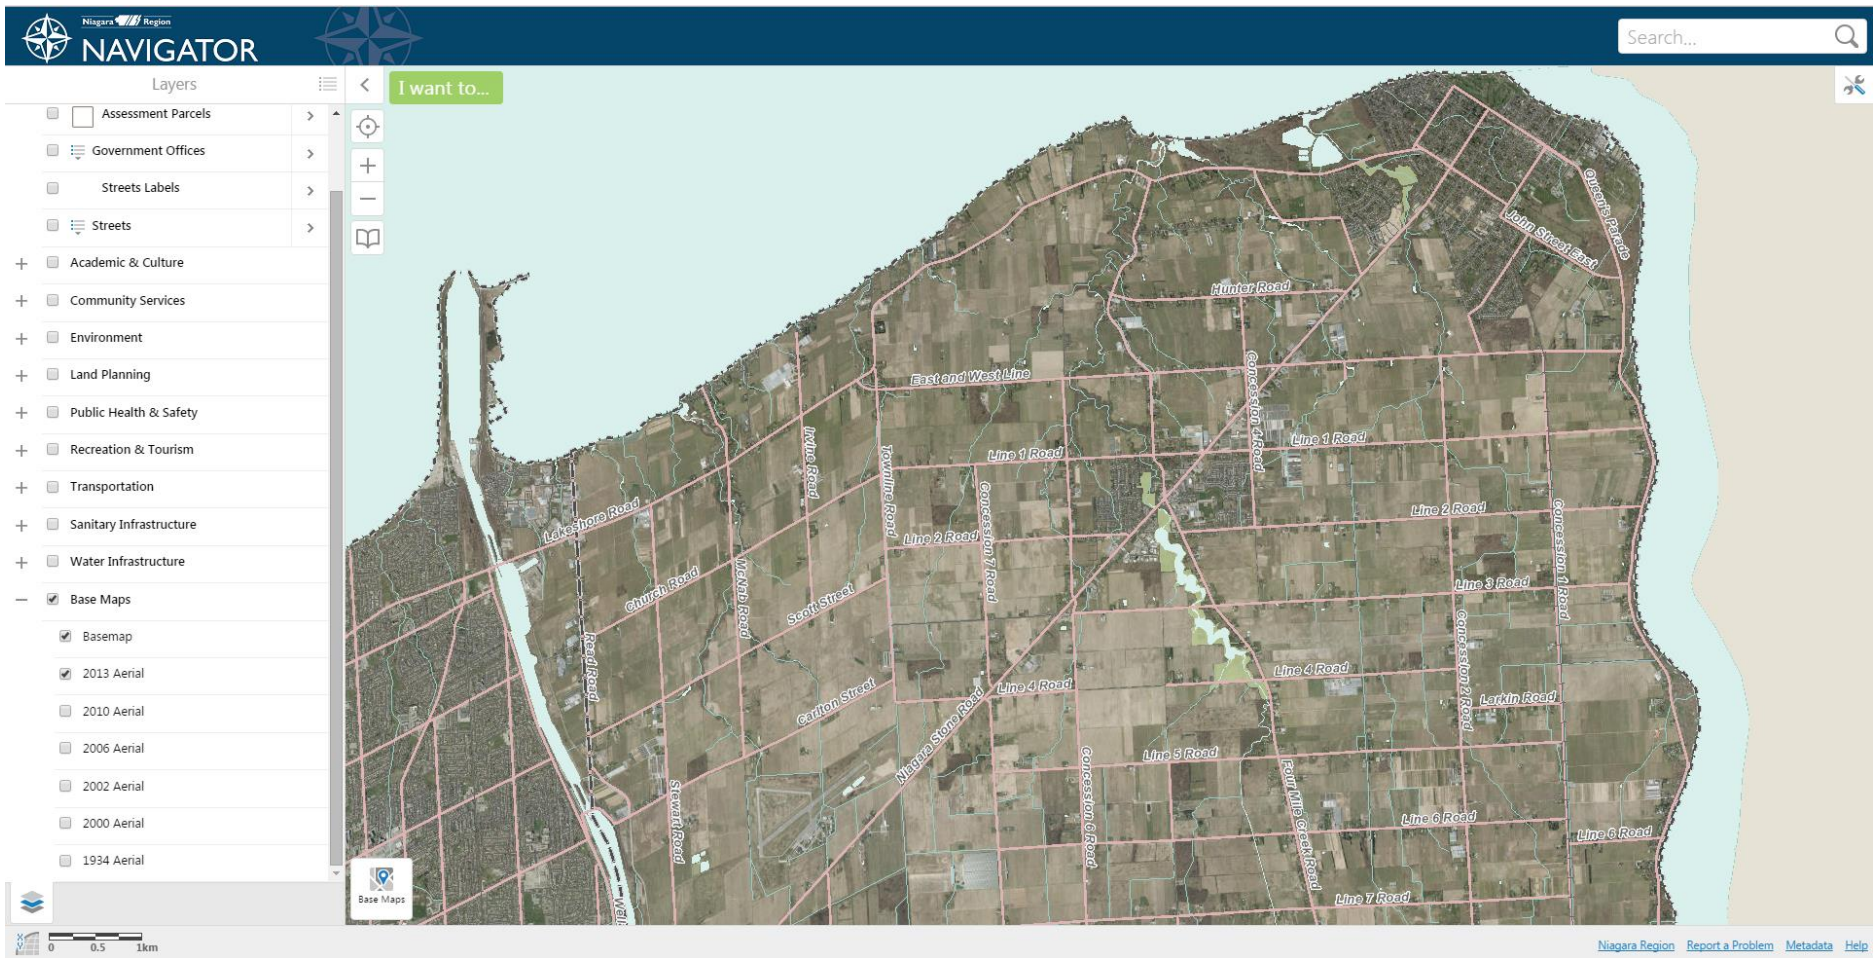 Niagara Region
NAVIGATOR
Search...
Layers
I want to...
Assessment Parcels
Government Offices
Streets Labels
Streets
Academic & Culture
Community Services
Environment
Land Planning
Public Health & Safety
Recreation & Tourism
Transportation
Sanitary Infrastructure
Water Infrastructure
Base Maps
Basemap
2013 Aerial
2010 Aerial
2006 Aerial
2002 Aerial
2000 Aerial
1934 Aerial
Base Maps
Queen's Parade
John Street East
Hunter Road
East and West Line
Concession 4 Road
Irvine Road
Townline Road
Line 1 Road
Line 1 Road
Lakeshore Road
Concession 7 Road
Line 2 Road
Line 2 Road
Concession 1 Road
Church Road
McNab Road
Scott Street
Line 3 Road
Read Road
Concession 2 Road
Line 4 Road
Line 4 Road
Larkin Road
Carlton Street
Niagara Stone Road
Line 5 Road
Stewart Road
Concession 6 Road
Four Mile Creek Road
Line 6 Road
Line 6 Road
Line 7 Road
0 0.5 1km
Niagara Region Report a Problem Metadata Help